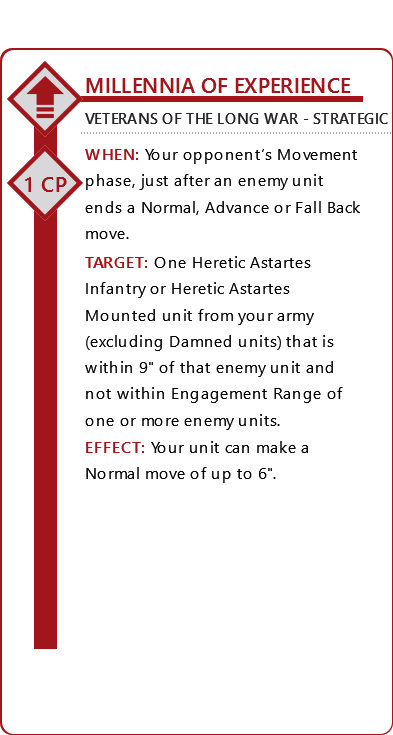 MILLENNIA OF EXPERIENCE
VETERANS OF THE LONG WAR - STRATEGIC
1 CP
WHEN: Your opponent’s Movement
phase, just after an enemy unit
ends a Normal, Advance or Fall Back
move.
TARGET: One Heretic Astartes
Infantry or Heretic Astartes
Mounted unit from your army
(excluding Damned units) that is
within 9" of that enemy unit and
not within Engagement Range of
one or more enemy units.
EFFECT: Your unit can make a
Normal move of up to 6".